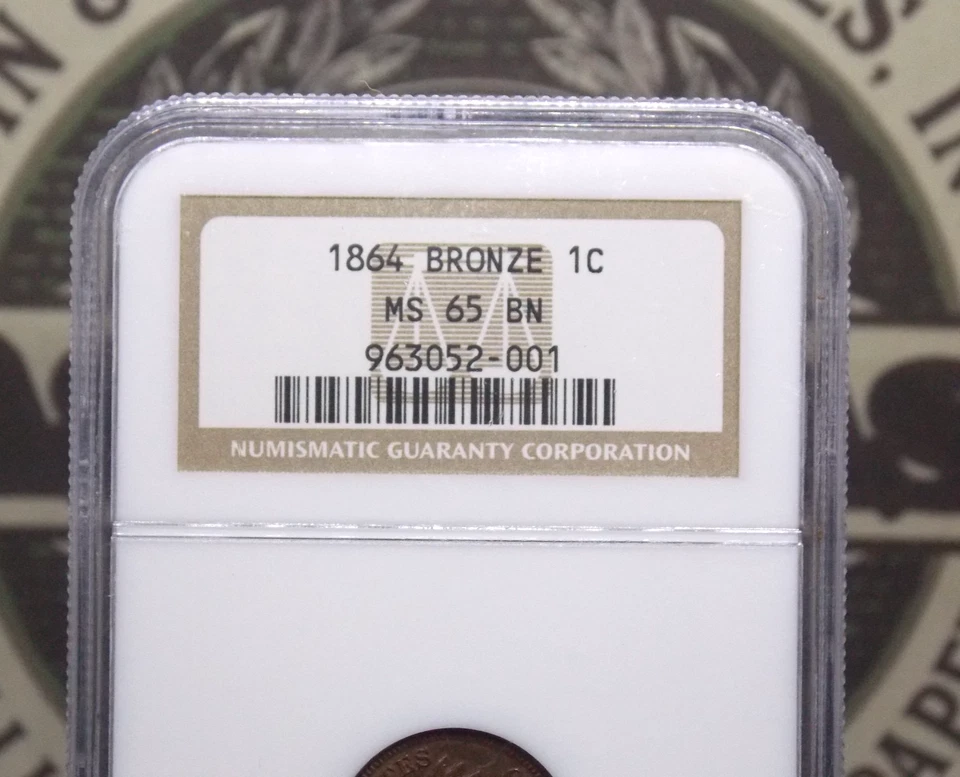 1864 BRONZE 1C
MS 65 BN
963052-001
NUMISMATIC GUARANTY CORPORATION